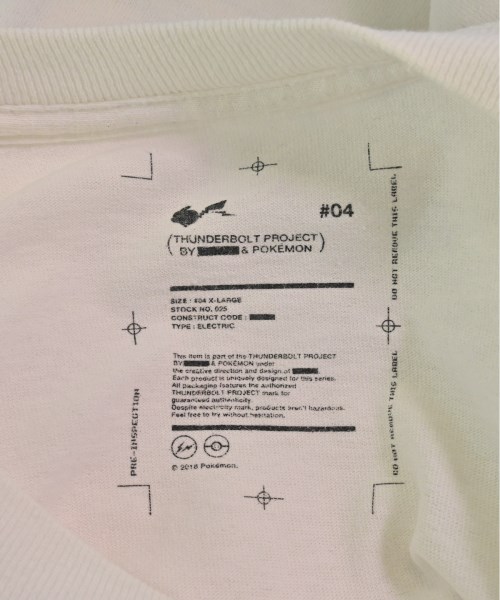 #04
(THUNDERBOLT PROJECT)
BY & POKÉMON
SIZE : #04 X-LARGE
STOCK NO. 025
CONSTRUCT CODE :
TYPE : ELECTRIC
This item is part of the THUNDERBOLT PROJECT
BY & POKÉMON under
the creative direction and design of
Each product is uniquely designed for this series.
All packaging features the authorized
THUNDERBOLT PROJECT mark for
guaranteed authenticity.
Despite electricity mark, products aren't hazardous.
Feel free to try without hesitation.
© 2018 Pokémon.
PRE-INSPECTION
DO NOT REMOVE THIS LABEL
DO NOT REMOVE THIS LABEL